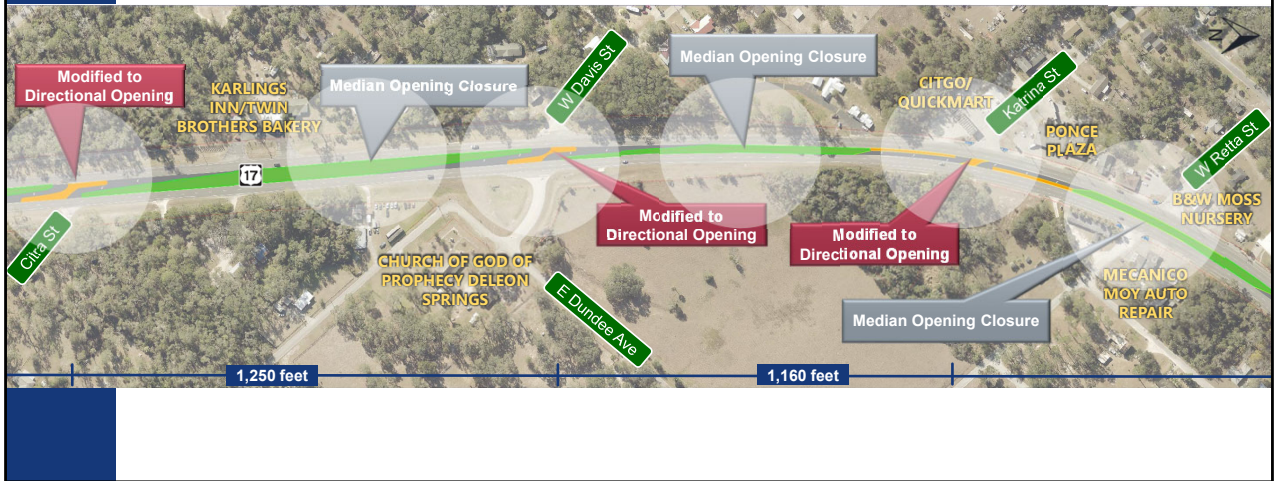 N
Modified to
Directional Opening
KARLINGS
INN/TWIN
BROTHERS BAKERY
Median Opening Closure
W Davis St
Median Opening Closure
CITGO/
QUICKMART
Katrina St
PONCE
PLAZA
W Retta St
17
B&W MOSS
NURSERY
Citra St
Modified to
Directional Opening
Modified to
Directional Opening
CHURCH OF GOD OF
PROPHECY DELEON
SPRINGS
E Dundee Ave
MECANICO
MOY AUTO
REPAIR
Median Opening Closure
1,250 feet
1,160 feet